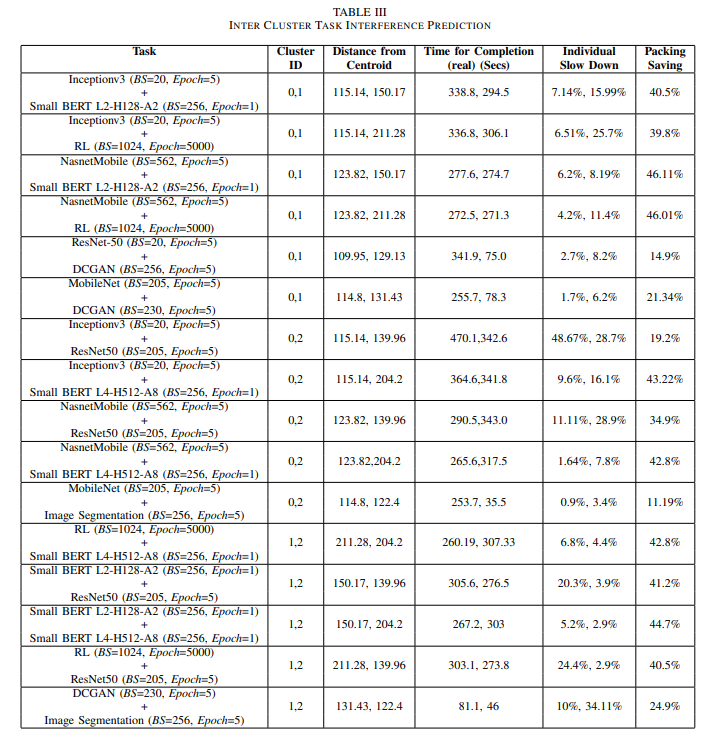 TABLE III
INTER CLUSTER TASK INTERFERENCE PREDICTION
Task | Cluster ID | Distance from Centroid | Time for Completion (real) (Secs) | Individual Slow Down | Packing Saving
Inceptionv3 (BS=20, Epoch=5) + Small BERT L2-H128-A2 (BS=256, Epoch=1) | 0,1 | 115.14, 150.17 | 338.8, 294.5 | 7.14%, 15.99% | 40.5%
Inceptionv3 (BS=20, Epoch=5) + RL (BS=1024, Epoch=5000) | 0,1 | 115.14, 211.28 | 336.8, 306.1 | 6.51%, 25.7% | 39.8%
NasnetMobile (BS=562, Epoch=5) + Small BERT L2-H128-A2 (BS=256, Epoch=1) | 0,1 | 123.82, 150.17 | 277.6, 274.7 | 6.2%, 8.19% | 46.11%
NasnetMobile (BS=562, Epoch=5) + RL (BS=1024, Epoch=5000) | 0,1 | 123.82, 211.28 | 272.5, 271.3 | 4.2%, 11.4% | 46.01%
ResNet-50 (BS=20, Epoch=5) + DCGAN (BS=256, Epoch=5) | 0,1 | 109.95, 129.13 | 341.9, 75.0 | 2.7%, 8.2% | 14.9%
MobileNet (BS=205, Epoch=5) + DCGAN (BS=230, Epoch=5) | 0,1 | 114.8, 131.43 | 255.7, 78.3 | 1.7%, 6.2% | 21.34%
Inceptionv3 (BS=20, Epoch=5) + ResNet50 (BS=205, Epoch=5) | 0,2 | 115.14, 139.96 | 470.1,342.6 | 48.67%, 28.7% | 19.2%
Inceptionv3 (BS=20, Epoch=5) + Small BERT L4-H512-A8 (BS=256, Epoch=1) | 0,2 | 115.14, 204.2 | 364.6,341.8 | 9.6%, 16.1% | 43.22%
NasnetMobile (BS=562, Epoch=5) + ResNet50 (BS=205, Epoch=5) | 0,2 | 123.82, 139.96 | 290.5,343.0 | 11.11%, 28.9% | 34.9%
NasnetMobile (BS=562, Epoch=5) + Small BERT L4-H512-A8 (BS=256, Epoch=1) | 0,2 | 123.82,204.2 | 265.6,317.5 | 1.64%, 7.8% | 42.8%
MobileNet (BS=205, Epoch=5) + Image Segmentation (BS=256, Epoch=5) | 0,2 | 114.8, 122.4 | 253.7, 35.5 | 0.9%, 3.4% | 11.19%
RL (BS=1024, Epoch=5000) + Small BERT L4-H512-A8 (BS=256, Epoch=1) | 1,2 | 211.28, 204.2 | 260.19, 307.33 | 6.8%, 4.4% | 42.8%
Small BERT L2-H128-A2 (BS=256, Epoch=1) + ResNet50 (BS=205, Epoch=5) | 1,2 | 150.17, 139.96 | 305.6, 276.5 | 20.3%, 3.9% | 41.2%
Small BERT L2-H128-A2 (BS=256, Epoch=1) + Small BERT L4-H512-A8 (BS=256, Epoch=1) | 1,2 | 150.17, 204.2 | 267.2, 303 | 5.2%, 2.9% | 44.7%
RL (BS=1024, Epoch=5000) + ResNet50 (BS=205, Epoch=5) | 1,2 | 211.28, 139.96 | 303.1, 273.8 | 24.4%, 2.9% | 40.5%
DCGAN (BS=230, Epoch=5) + Image Segmentation (BS=256, Epoch=5) | 1,2 | 131.43, 122.4 | 81.1, 46 | 10%, 34.11% | 24.9%